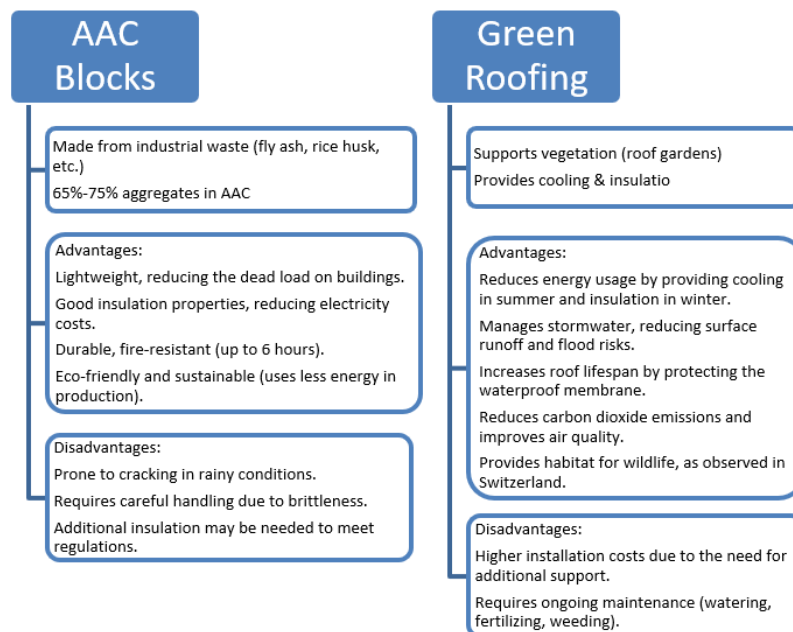 AAC
Blocks
Made from industrial waste (fly ash, rice husk,
etc.)
65%-75% aggregates in AAC
Advantages:
Lightweight, reducing the dead load on buildings.
Good insulation properties, reducing electricity
costs.
Durable, fire-resistant (up to 6 hours).
Eco-friendly and sustainable (uses less energy in
production).
Disadvantages:
Prone to cracking in rainy conditions.
Requires careful handling due to brittleness.
Additional insulation may be needed to meet
regulations.
Green
Roofing
Supports vegetation (roof gardens)
Provides cooling & insulatio
Advantages:
Reduces energy usage by providing cooling
in summer and insulation in winter.
Manages stormwater, reducing surface
runoff and flood risks.
Increases roof lifespan by protecting the
waterproof membrane.
Reduces carbon dioxide emissions and
improves air quality.
Provides habitat for wildlife, as observed in
Switzerland.
Disadvantages:
Higher installation costs due to the need for
additional support.
Requires ongoing maintenance (watering,
fertilizing, weeding).